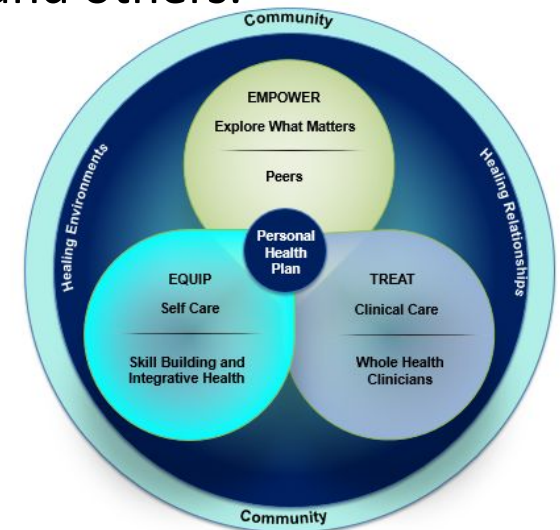 and others.
Community
EMPOWER
Explore What Matters
Peers
Healing Environments
Healing Relationships
Personal
Health
Plan
EQUIP
Self Care
Skill Building and
Integrative Health
TREAT
Clinical Care
Whole Health
Clinicians
Community